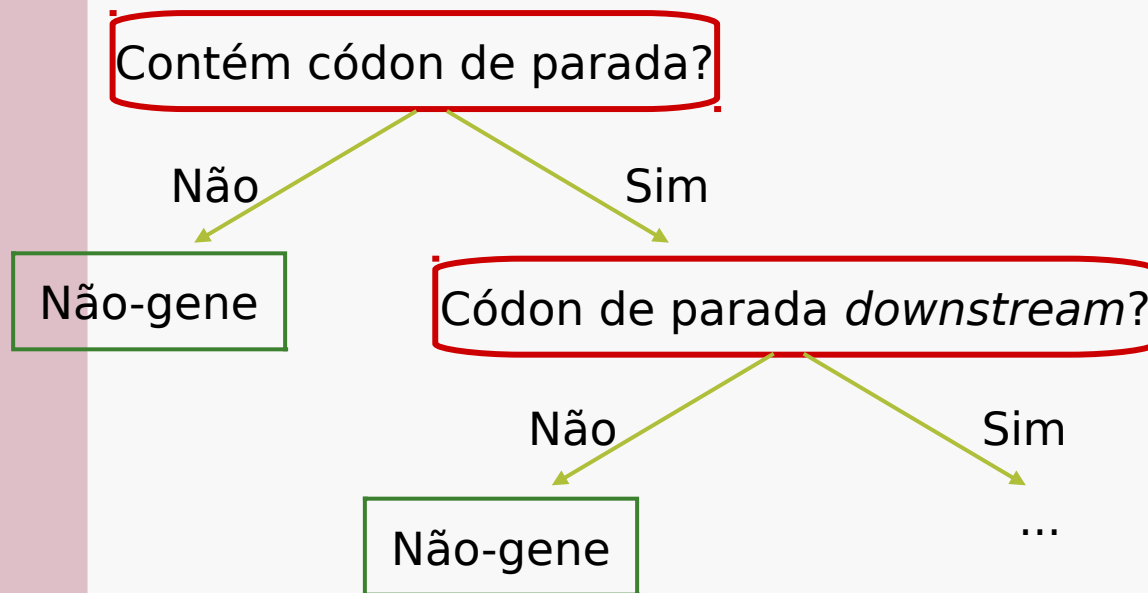 Contém códon de parada?
Não
Sim
Não-gene
Códon de parada downstream?
Não
Sim
Não-gene
...